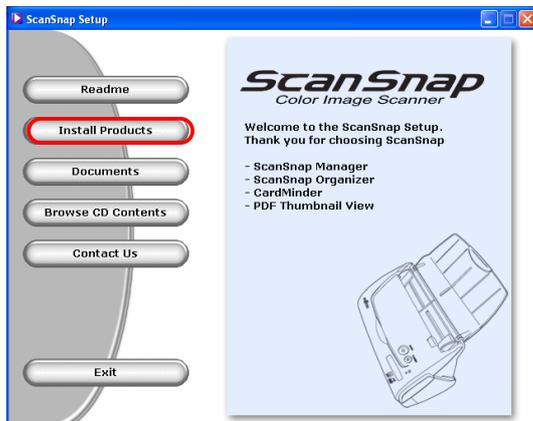 ScanSnap Setup
Readme
Install Products
Documents
Browse CD Contents
Contact Us
Exit
ScanSnap
Color Image Scanner
Welcome to the ScanSnap Setup.
Thank you for choosing ScanSnap
- ScanSnap Manager
- ScanSnap Organizer
- CardMinder
- PDF Thumbnail View